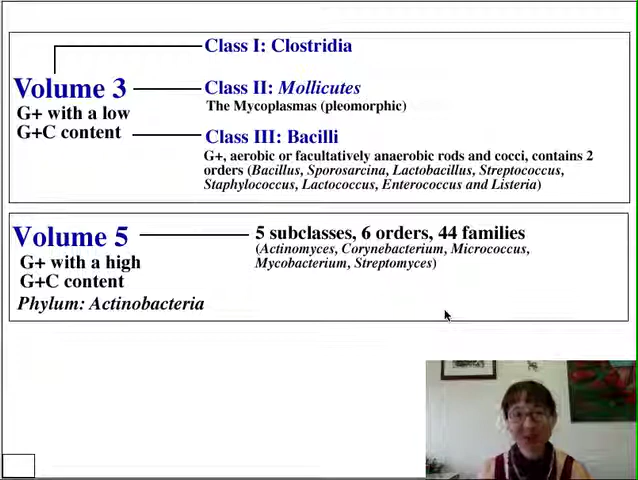 Class I: Clostridia
Volume 3
Class II: Mollicutes
The Mycoplasmas (pleomorphic)
G+ with a low
G+C content
Class III: Bacilli
G+, aerobic or facultatively anaerobic rods and cocci, contains 2
orders (Bacillus, Sporosarcina, Lactobacillus, Streptococcus,
Staphylococcus, Lactococcus, Enterococcus and Listeria)
Volume 5
5 subclasses, 6 orders, 44 families
(Actinomyces, Corynebacterium, Micrococcus,
Mycobacterium, Streptomyces)
G+ with a high
G+C content
Phylum: Actinobacteria